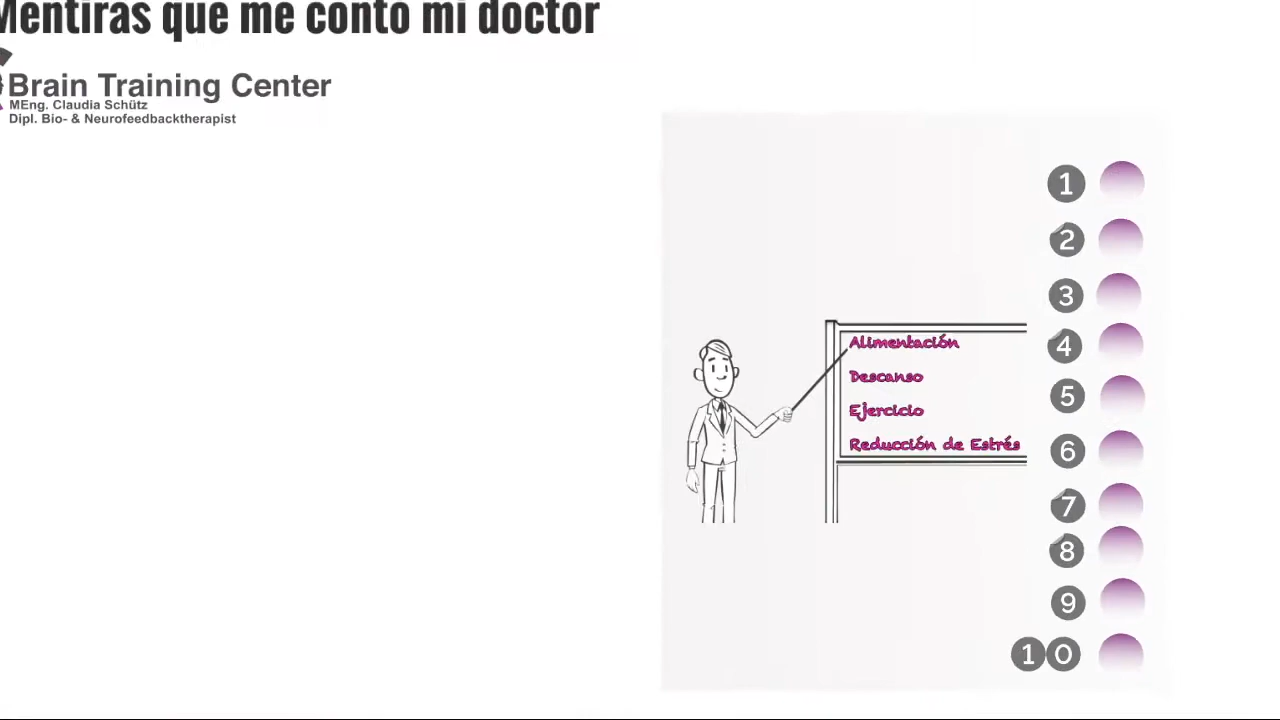 Mentiras que me contó mi doctor
Brain Training Center
MEng. Claudia Schütz
Dipl. Bio- & Neurofeedbacktherapist
1
2
3
Alimentación
4
Descanso
5
Ejercicio
Reducción de Estrés
6
7
8
9
10